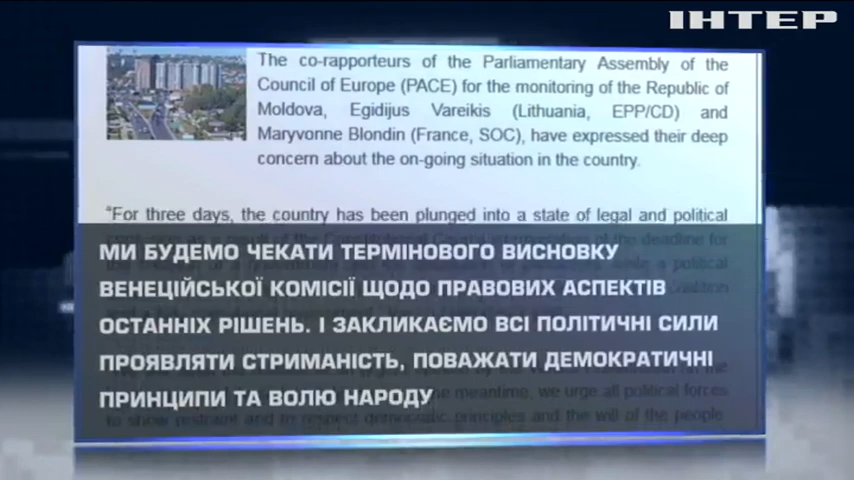 ІНТЕР
The co-rapporteurs of the Parliamentary Assembly of the
Council of Europe (PACE) for the monitoring of the Republic of
Moldova, Egidijus Vareikis (Lithuania, EPP/CD) and
Maryvonne Blondin (France, SOC), have expressed their deep
concern about the on-going situation in the country.
"For three days, the country has been plunged into a state of legal and political
МИ БУДЕМО ЧЕКАТИ ТЕРМІНОВОГО ВИСНОВКУ
ВЕНЕЦІЙСЬКОЇ КОМІСІЇ ЩОДО ПРАВОВИХ АСПЕКТІВ
ОСТАННІХ РІШЕНЬ. І ЗАКЛИКАЄМО ВСІ ПОЛІТИЧНІ СИЛИ
ПРОЯВЛЯТИ СТРИМАНІСТЬ, ПОВАЖАТИ ДЕМОКРАТИЧНІ
ПРИНЦИПИ ТА ВОЛЮ НАРОДУ
meantime, we urge all political forces
to show restraint and to respect democratic principles and the will of the people.